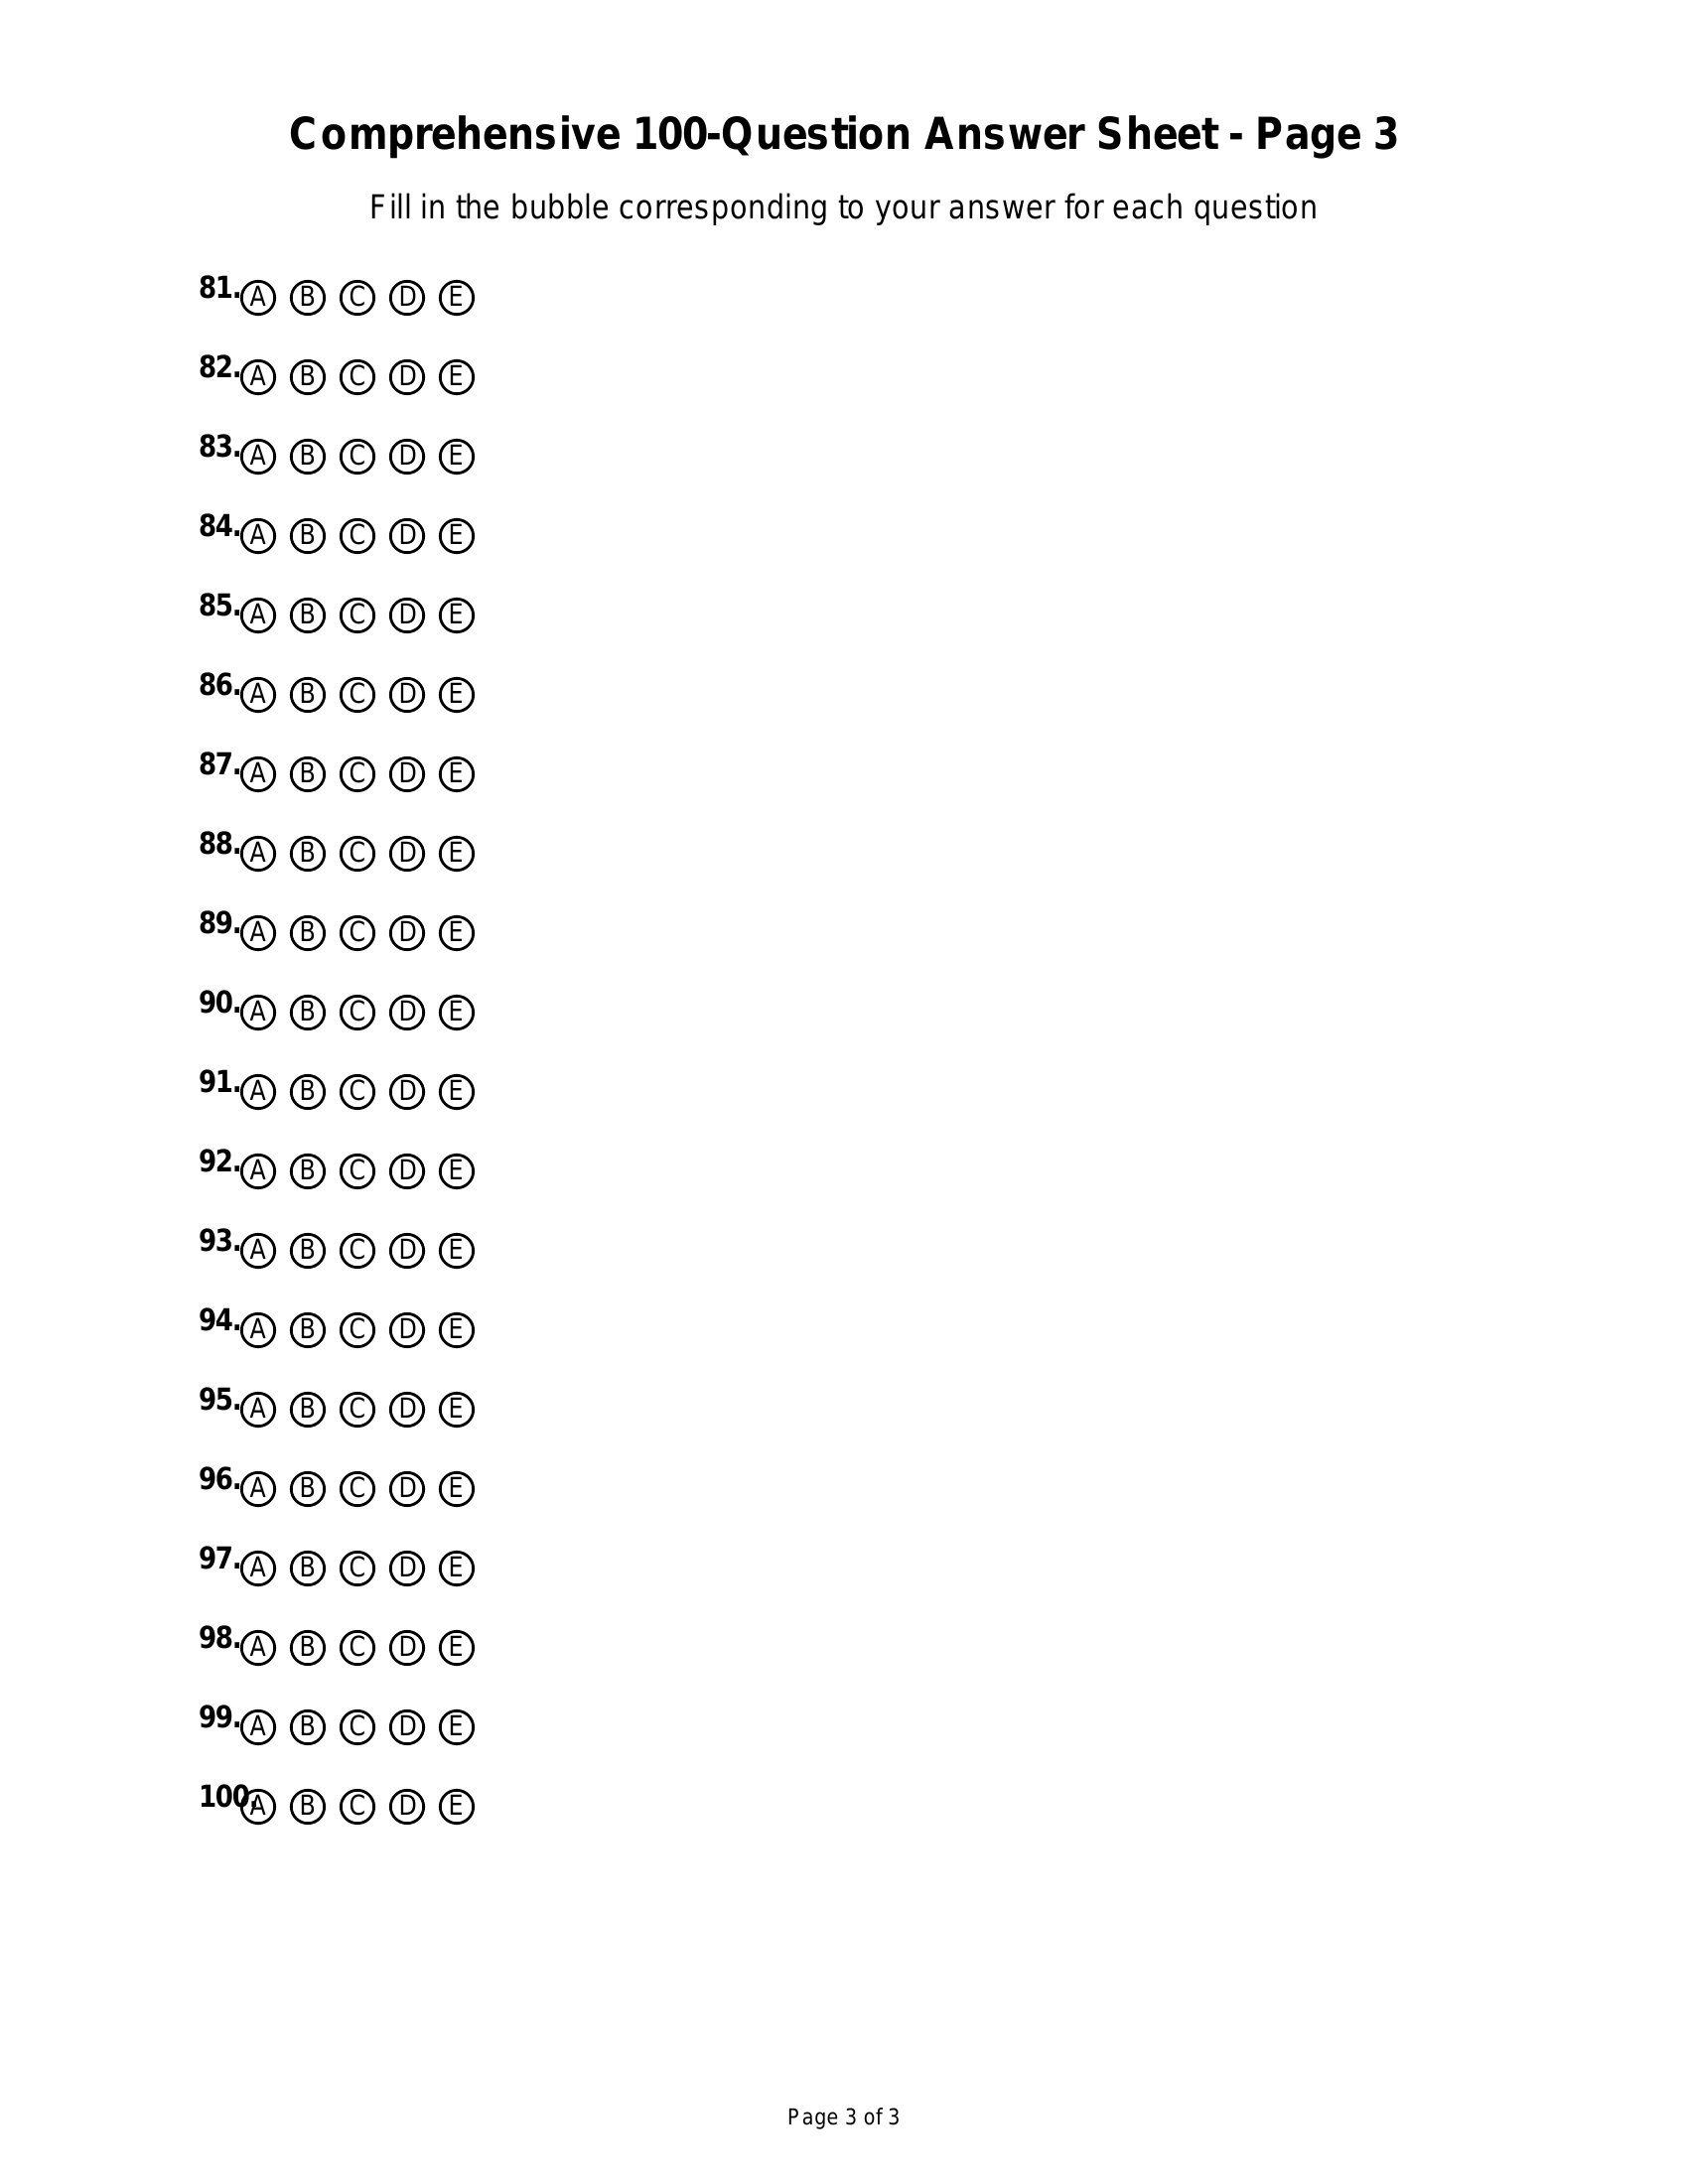 Comprehensive 100-Question Answer Sheet - Page 3
Fill in the bubble corresponding to your answer for each question
81. A B C D E
82. A B C D E
83. A B C D E
84. A B C D E
85. A B C D E
86. A B C D E
87. A B C D E
88. A B C D E
89. A B C D E
90. A B C D E
91. A B C D E
92. A B C D E
93. A B C D E
94. A B C D E
95. A B C D E
96. A B C D E
97. A B C D E
98. A B C D E
99. A B C D E
100. A B C D E
Page 3 of 3